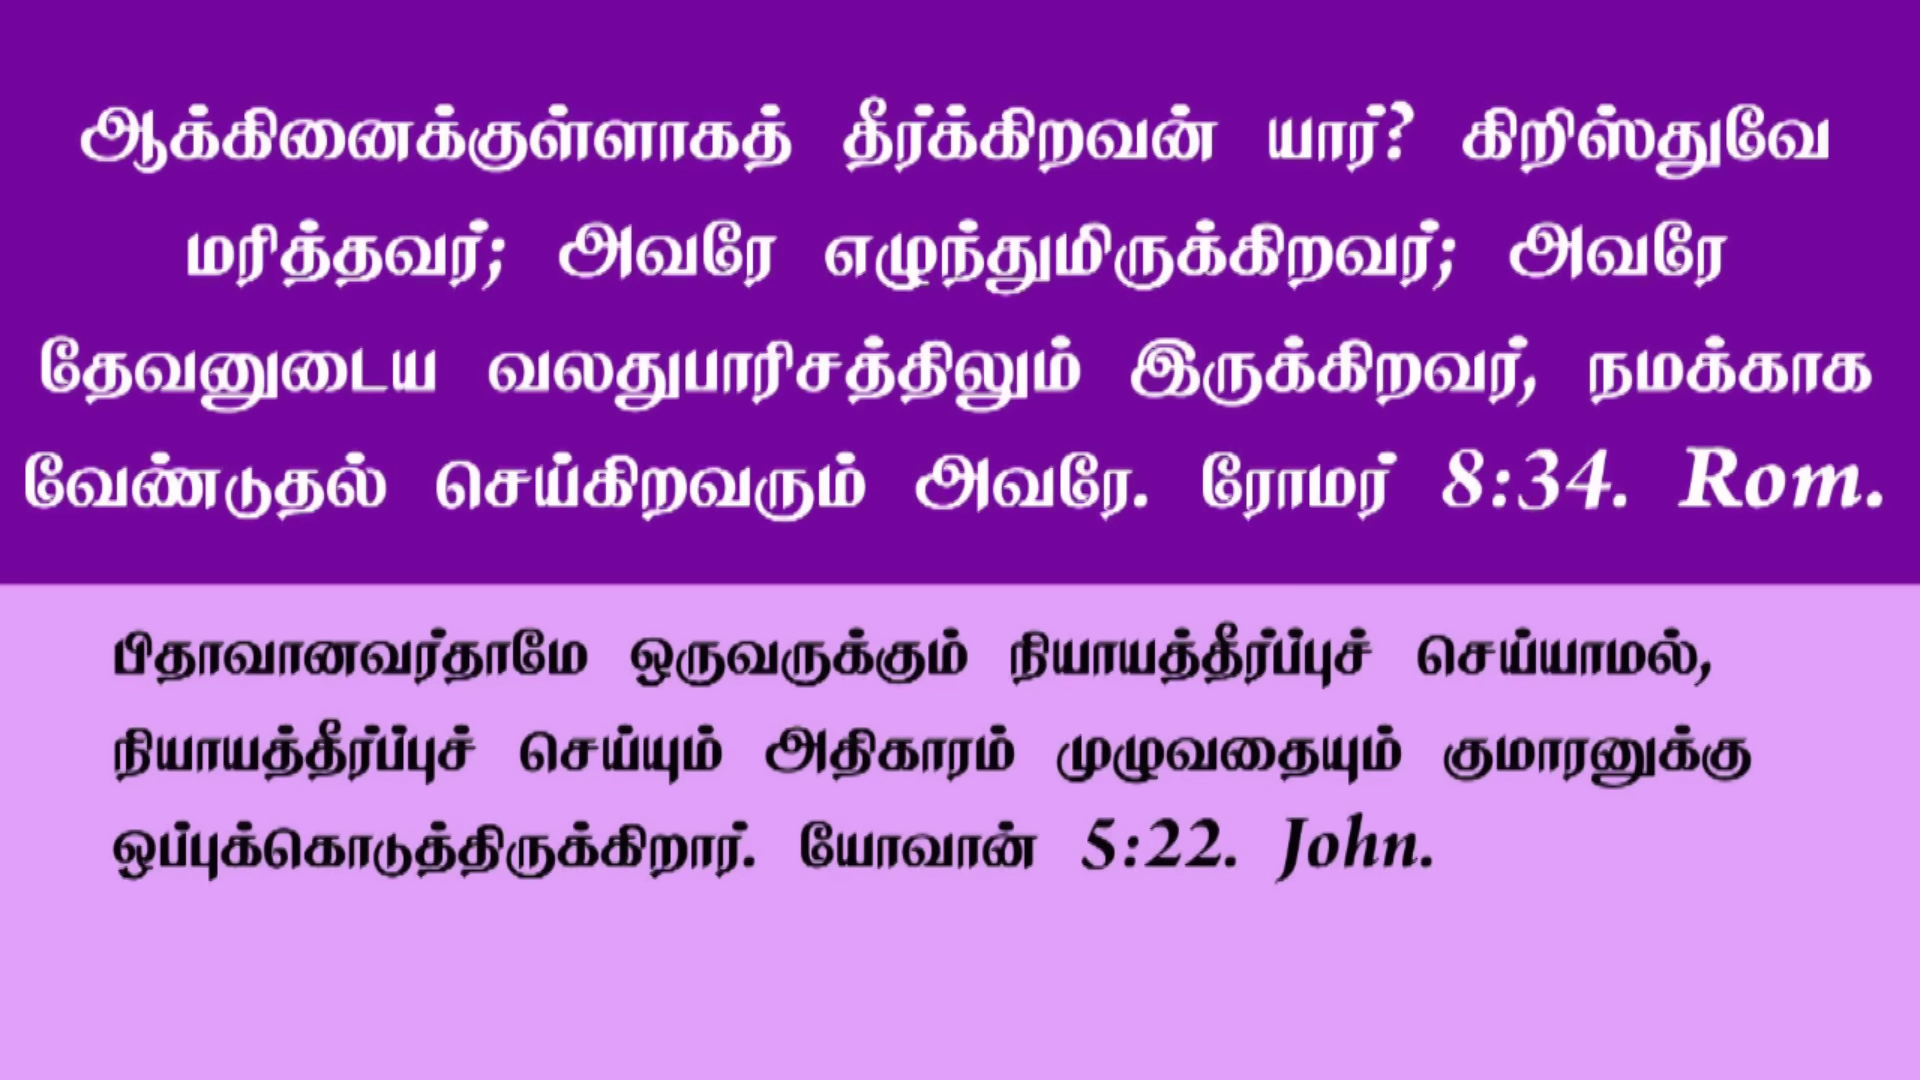 ஆக்கினைக்குள்ளாகத் தீர்க்கிறவன் யார்? கிறிஸ்துவே
மரித்தவர்; அவரே எழுந்துமிருக்கிறவர்; அவரே
தேவனுடைய வலதுபாரிசத்திலும் இருக்கிறவர், நமக்காக
வேண்டுதல் செய்கிறவரும் அவரே. ரோமர் 8:34. Rom.
பிதாவானவர்தாமே ஒருவருக்கும் நியாயத்தீர்ப்புச் செய்யாமல்,
நியாயத்தீர்ப்புச் செய்யும் அதிகாரம் முழுவதையும் குமாரனுக்கு
ஒப்புக்கொடுத்திருக்கிறார். யோவான் 5:22. John.